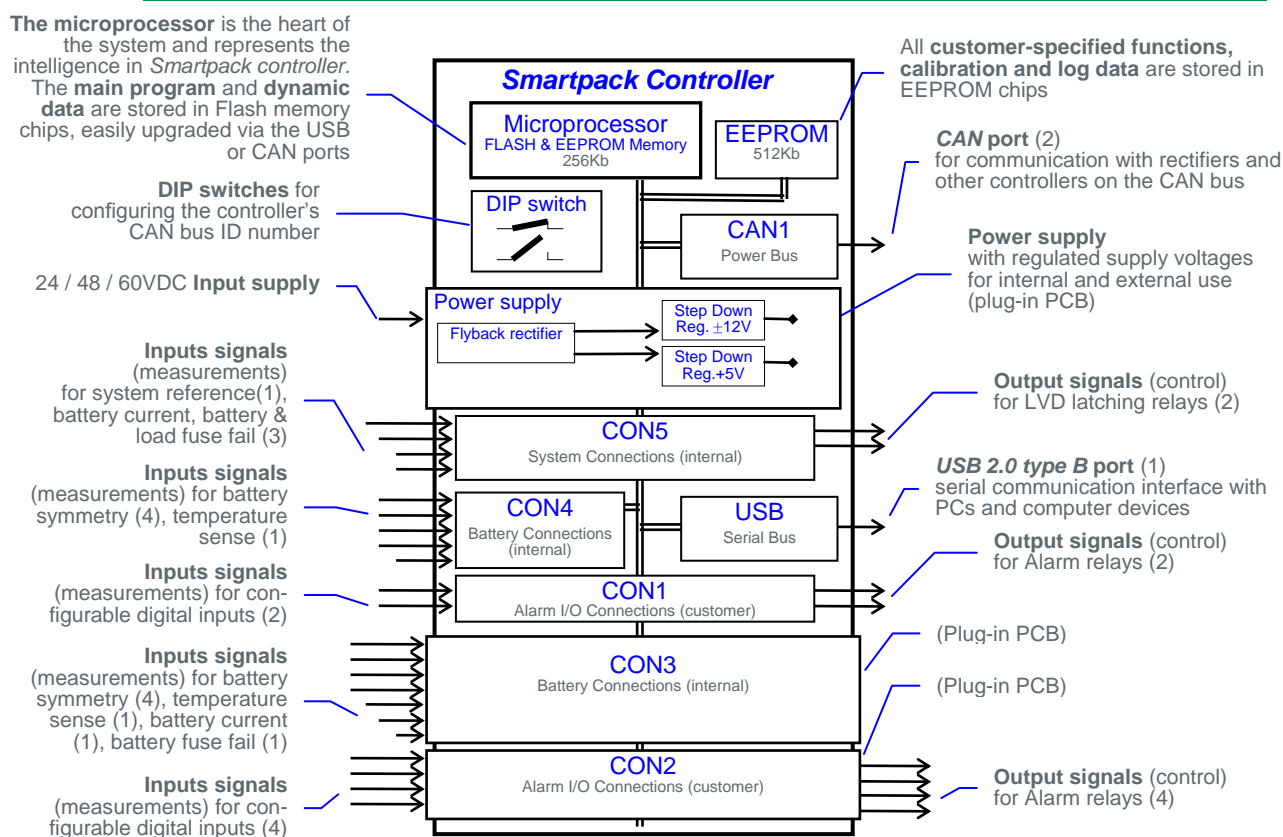 The microprocessor is the heart of
the system and represents the
intelligence in Smartpack controller.
The main program and dynamic
data are stored in Flash memory
chips, easily upgraded via the USB
or CAN ports
DIP switches for
configuring the controller's
CAN bus ID number
24 / 48 / 60VDC Input supply
Inputs signals
(measurements)
for system reference(1),
battery current, battery &
load fuse fail (3)
Inputs signals
(measurements) for battery
symmetry (4), temperature
sense (1)
Inputs signals
(measurements) for con-
figurable digital inputs
(2)
Inputs signals
(measurements) for battery
symmetry (4), temperature
sense (1), battery current
(1), battery fuse fail (1)
Inputs signals
(measurements) for con-
figurable digital inputs (4)
Smartpack Controller
Microprocessor
FLASH & EEPROM Memory
256Kb
EEPROM
512Kb
DIP switch
CAN1
Power Bus
Power supply
Flyback rectifier
Step Down
Reg. ±12V
Step Down
Reg.+5V
CON5
System Connections (internal)
CON4
Battery Connections
(internal)
USB
Serial Bus
CON1
Alarm I/O Connections (customer)
CON3
Battery Connections (internal)
CON2
Alarm I/O Connections (customer)
All customer-specified functions,
calibration and log data are stored in
EEPROM chips
CAN port (2)
for communication with rectifiers and
other controllers on the CAN bus
Power supply
with regulated supply voltages
for internal and external use
(plug-in PCB)
Output signals (control)
for LVD latching relays (2)
USB 2.0 type B port (1)
serial communication interface with
PCs and computer devices
Output signals (control)
for Alarm relays (2)
(Plug-in PCB)
(Plug-in PCB)
Output signals (control)
for Alarm relays (4)